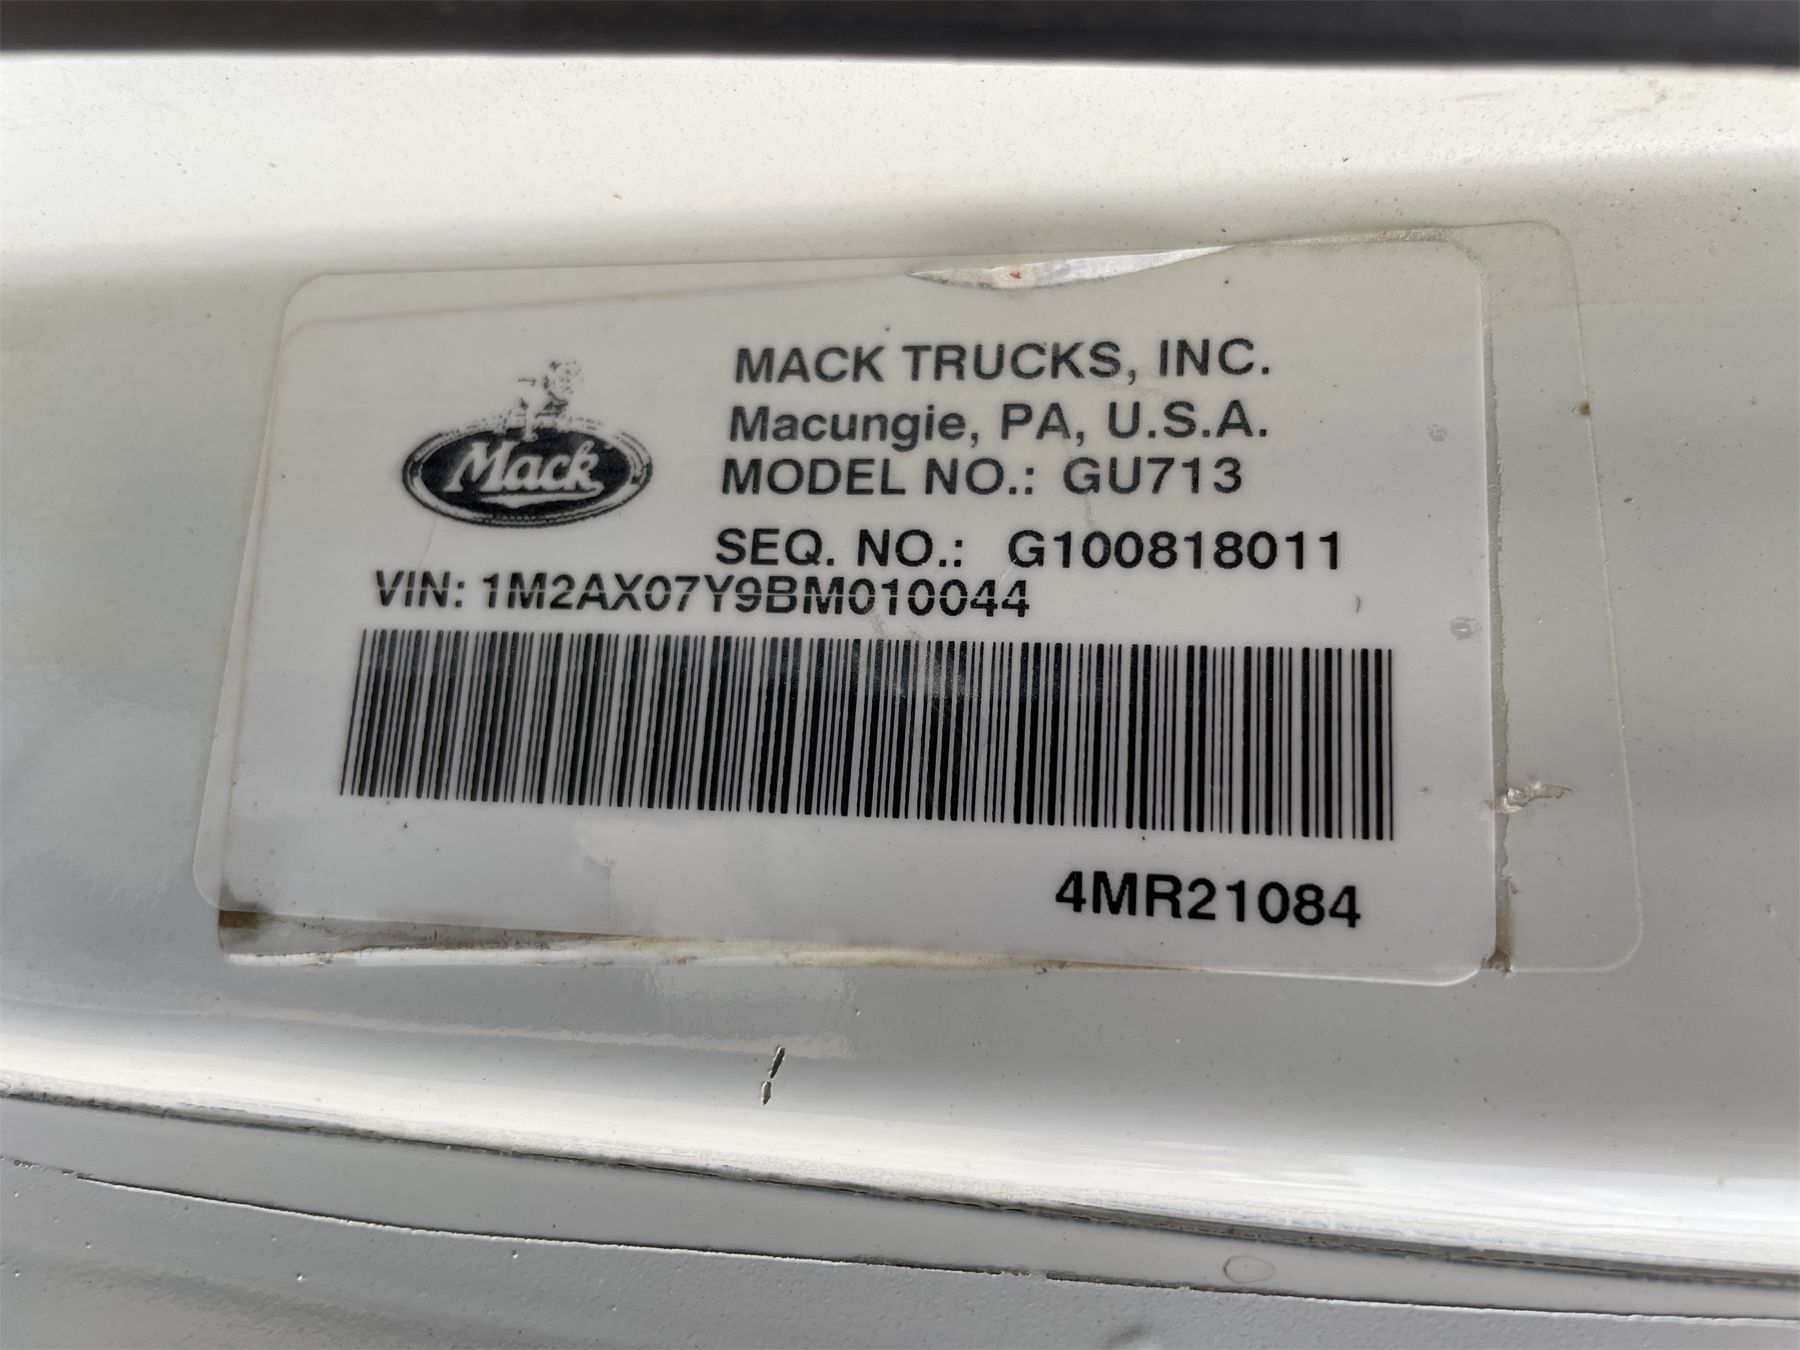 Mack
MACK TRUCKS, INC.
Macungie, PA, U.S.A.
MODEL NO.: GU713
SEQ. NO.: G100818011
VIN: 1M2AX07Y9BM010044
4MR21084